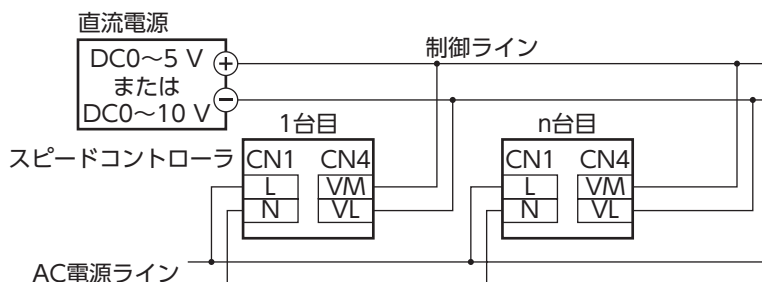 直流電源
DC0～5 V
または
DC0～10 V
+
−
制御ライン
1台目
n台目
スピードコントローラ
CN1 CN4
L VM
N VL
CN1 CN4
L VM
N VL
AC電源ライン